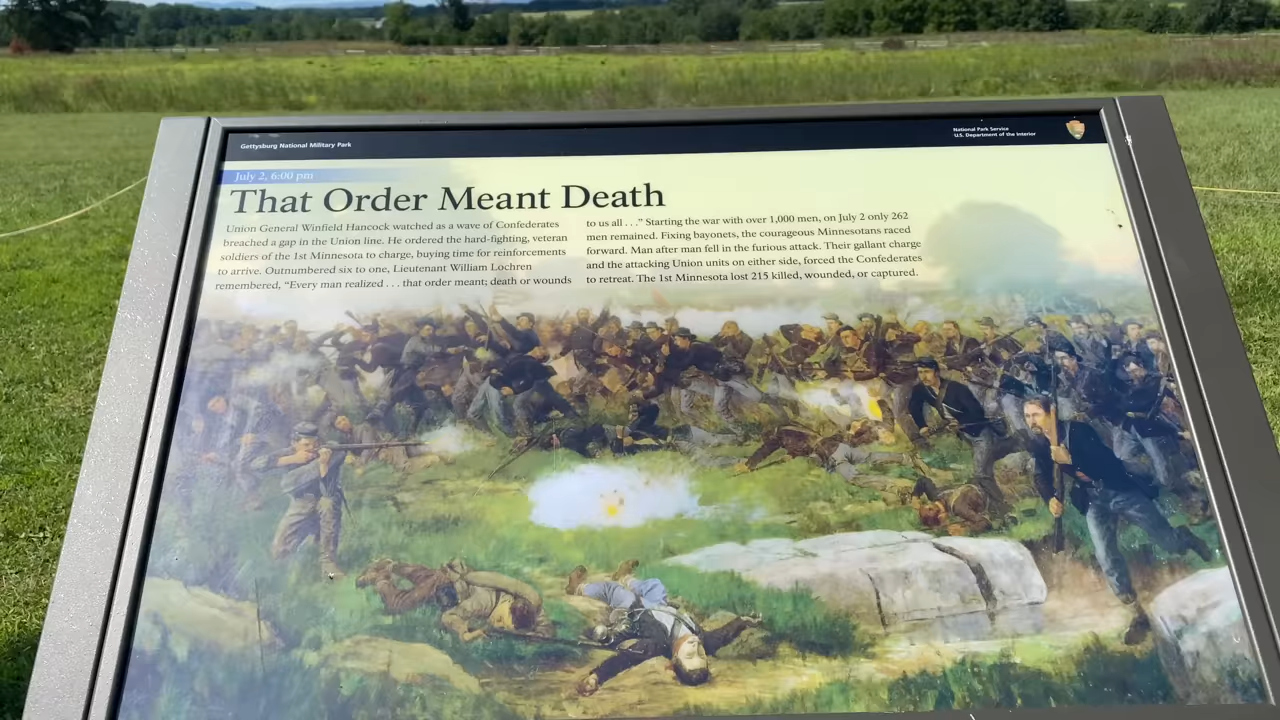 Gettysburg National Military Park
National Park Service
U.S. Department of the Interior
July 2, 6:00 pm
That Order Meant Death
Union General Winfield Hancock watched as a wave of Confederates
breached a gap in the Union line. He ordered the hard-fighting, veteran
soldiers of the 1st Minnesota to charge, buying time for reinforcements
to arrive. Outnumbered six to one, Lieutenant William Lochren
remembered, “Every man realized . . . that order meant; death or wounds
to us all . . .” Starting the war with over 1,000 men, on July 2 only 262
men remained. Fixing bayonets, the courageous Minnesotans raced
forward. Man after man fell in the furious attack. Their gallant charge
and the attacking Union units on either side, forced the Confederates
to retreat. The 1st Minnesota lost 215 killed, wounded, or captured.